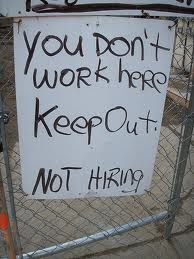 You Don't
work here
Keep Out.
NOT HiRing